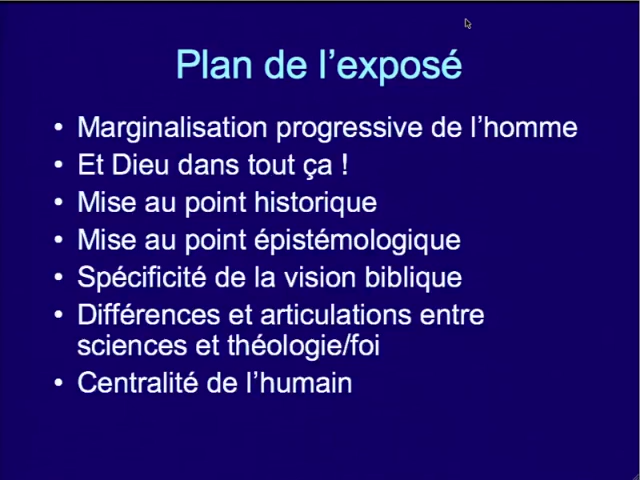 Plan de l’exposé
• Marginalisation progressive de l’homme
• Et Dieu dans tout ça !
• Mise au point historique
• Mise au point épistémologique
• Spécificité de la vision biblique
• Différences et articulations entre
sciences et théologie/foi
• Centralité de l’humain